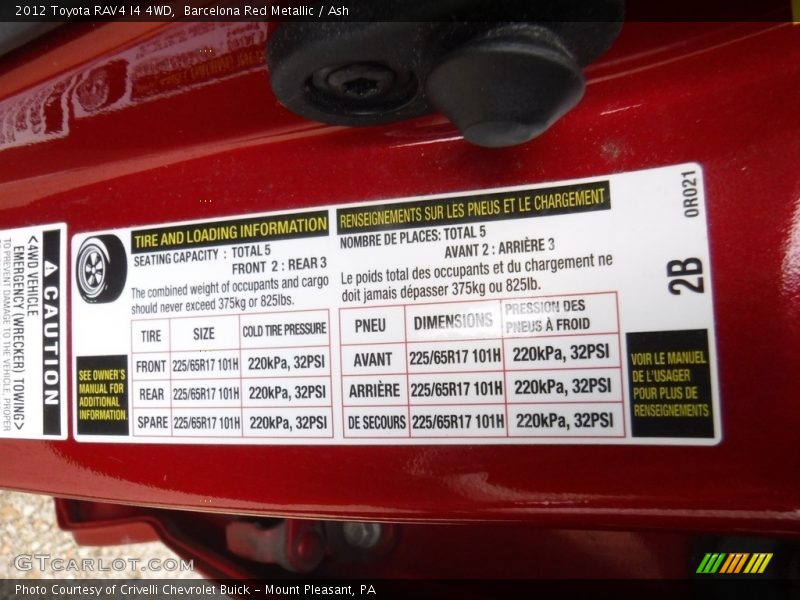 2012 Toyota RAV4 I4 4WD, Barcelona Red Metallic / Ash
CAUTION
<4WD VEHICLE
EMERGENCY (WRECKER) TOWING>
TO PREVENT DAMAGE TO THE VEHICLE, PROPER
TIRE AND LOADING INFORMATION
SEATING CAPACITY : TOTAL 5
FRONT 2 : REAR 3
The combined weight of occupants and cargo
should never exceed 375kg or 825lbs.
TIRE SIZE COLD TIRE PRESSURE
FRONT 225/65R17 101H 220kPa, 32PSI
REAR 225/65R17 101H 220kPa, 32PSI
SPARE 225/65R17 101H 220kPa, 32PSI
SEE OWNER'S
MANUAL FOR
ADDITIONAL
INFORMATION.
RENSEIGNEMENTS SUR LES PNEUS ET LE CHARGEMENT
NOMBRE DE PLACES: TOTAL 5
AVANT 2 : ARRIÈRE 3
Le poids total des occupants et du chargement ne
doit jamais dépasser 375kg ou 825lb.
PNEU DIMENSIONS PRESSION DES
PNEUS À FROID
AVANT 225/65R17 101H 220kPa, 32PSI
ARRIÈRE 225/65R17 101H 220kPa, 32PSI
DE SECOURS 225/65R17 101H 220kPa, 32PSI
VOIR LE MANUEL
DE L'USAGER
POUR PLUS DE
RENSEIGNEMENTS
0R021
2B
GTCarLot.com
Photo Courtesy of Crivelli Chevrolet Buick - Mount Pleasant, PA